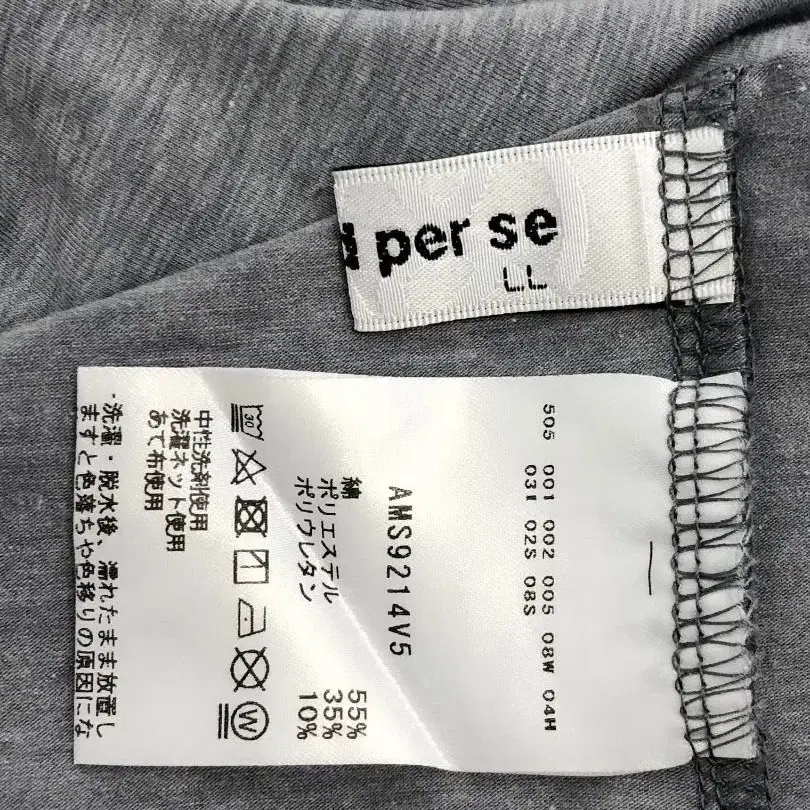 per se
LL
505 001 002 005 08W 04H
03I 02S 08S
AMS9214V5
綿 55%
ポリエステル 35%
ポリウレタン 10%
30
W
中性洗剤使用
洗濯ネット使用
あて布使用
・洗濯・脱水後、濡れたまま放置し
ますと色落ちや色移りの原因にな